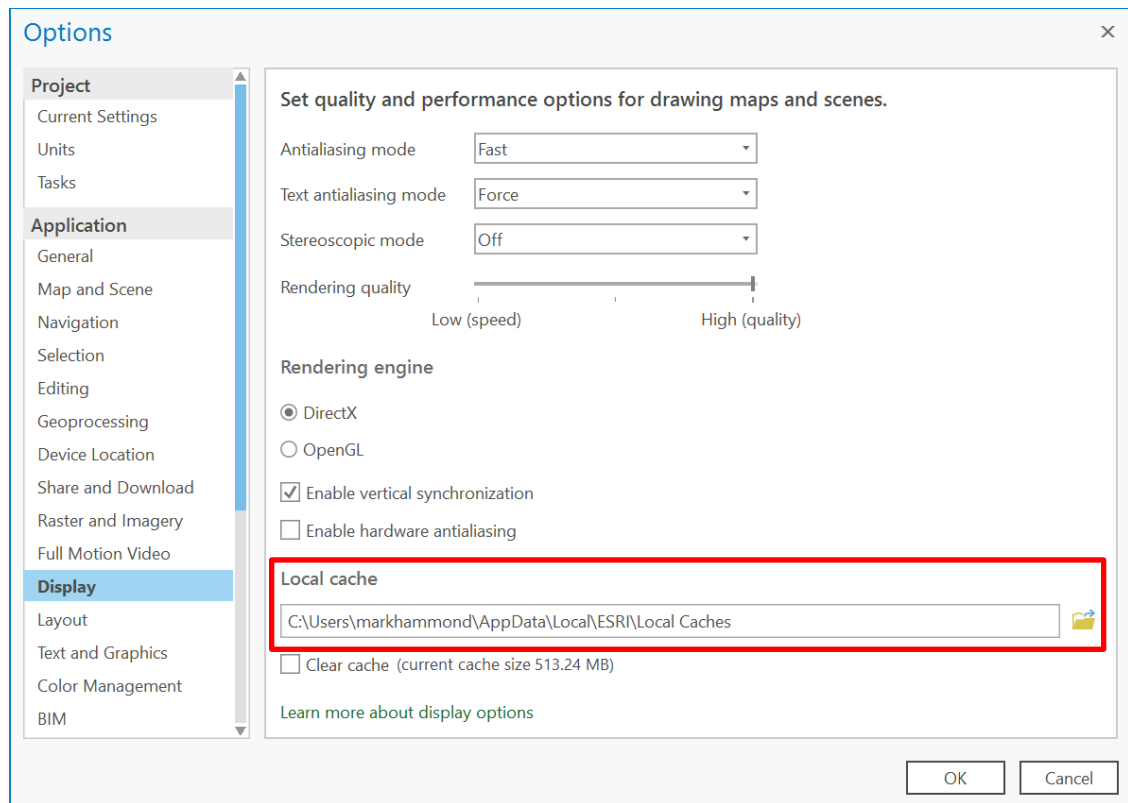 Options
Project
Current Settings
Units
Tasks
Application
General
Map and Scene
Navigation
Selection
Editing
Geoprocessing
Device Location
Share and Download
Raster and Imagery
Full Motion Video
Display
Layout
Text and Graphics
Color Management
BIM
Set quality and performance options for drawing maps and scenes.
Antialiasing mode Fast
Text antialiasing mode Force
Stereoscopic mode Off
Rendering quality
Low (speed) High (quality)
Rendering engine
DirectX
OpenGL
Enable vertical synchronization
Enable hardware antialiasing
Local cache
C:\Users\markhammond\AppData\Local\ESRI\Local Caches
Clear cache (current cache size 513.24 MB)
Learn more about display options
OK Cancel